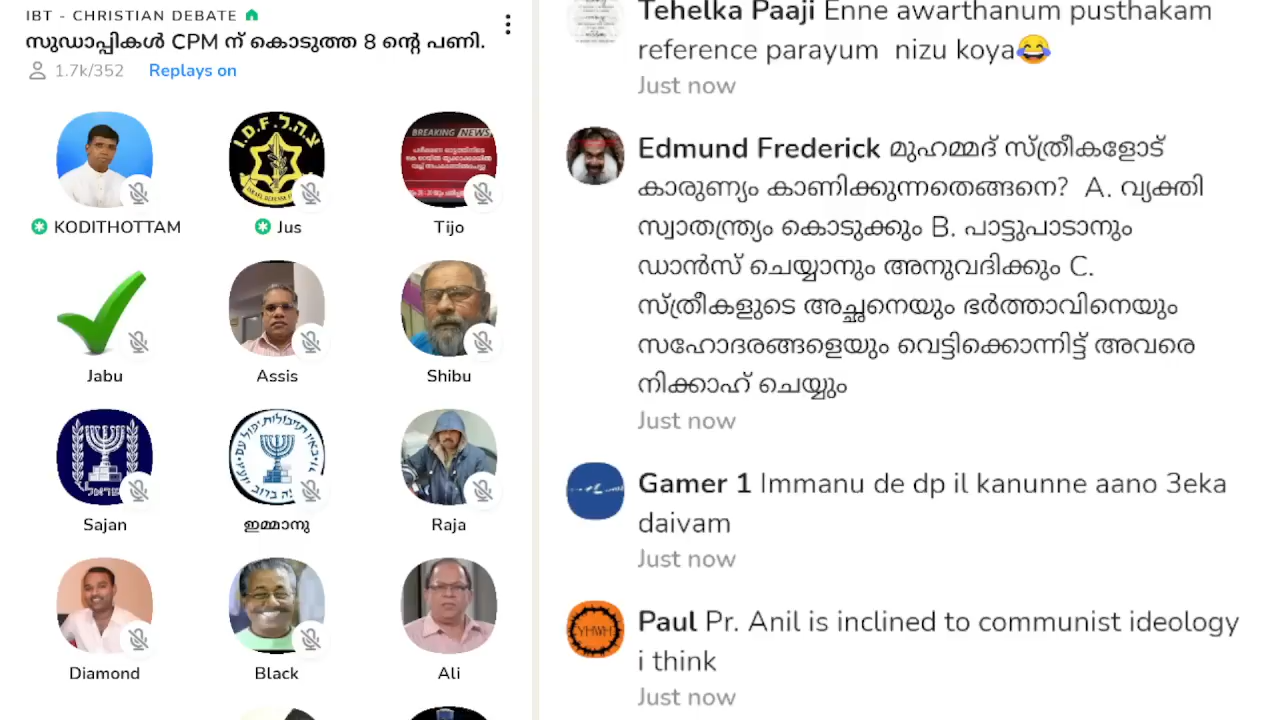 IBT - CHRISTIAN DEBATE
സുഡാപ്പികൾ CPM ന് കൊടുത്ത 8 ന്റെ പണി.
1.7k/352 Replays on
I.D.F. צ.ה.ל.
BREAKING NEWS
KODITHOTTAM
Jus
Tijo
Jabu
Assis
Shibu
ישראל
Sajan
ഇമ്മാനു
Raja
Diamond
Black
Ali
Tehelka Paaji Enne awarthanum pusthakam
reference parayum nizu koya😂
Just now
Edmund Frederick മുഹമ്മദ് സ്ത്രീകളോട്
കാരുണ്യം കാണിക്കുന്നതെങ്ങനെ? A. വ്യക്തി
സ്വാതന്ത്ര്യം കൊടുക്കും B. പാട്ടുപാടാനും
ഡാൻസ് ചെയ്യാനും അനുവദിക്കും C.
സ്ത്രീകളുടെ അച്ഛനെയും ഭർത്താവിനെയും
സഹോദരങ്ങളെയും വെട്ടിക്കൊന്നിട്ട് അവരെ
നിക്കാഹ് ചെയ്യും
Just now
Gamer 1 Immanu de dp il kanunne aano 3eka
daivam
Just now
YHWH
Paul Pr. Anil is inclined to communist ideology
i think
Just now